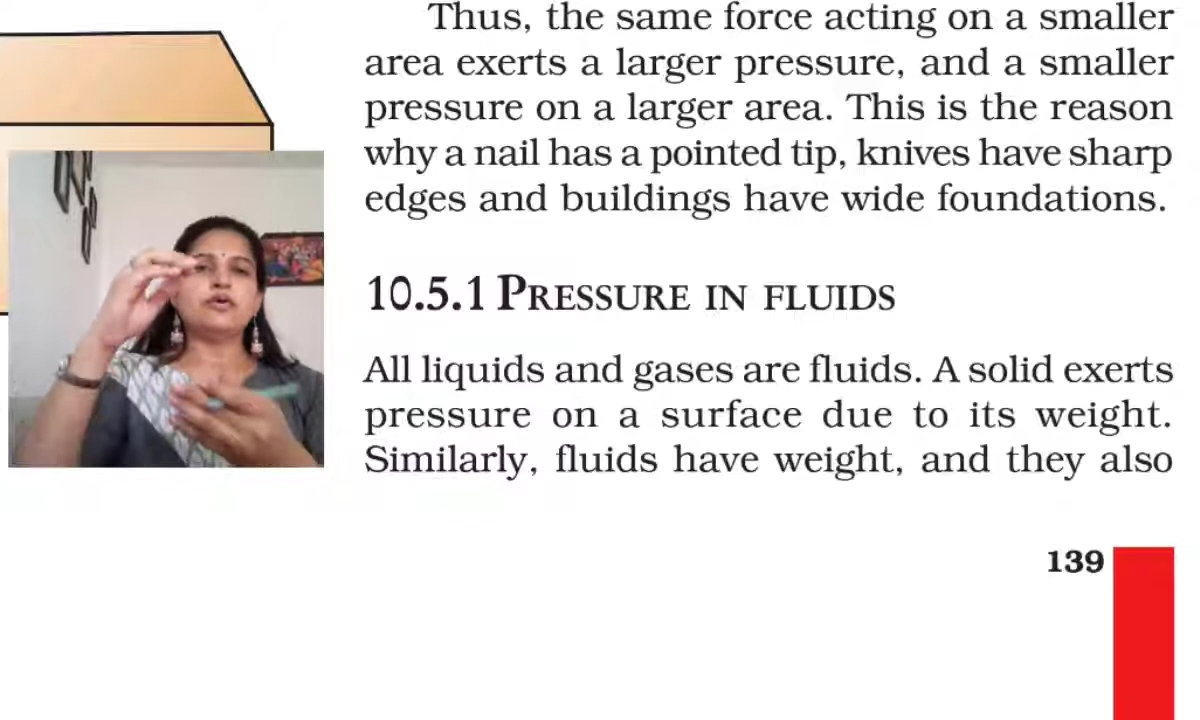 Thus, the same force acting on a smaller
area exerts a larger pressure, and a smaller
pressure on a larger area. This is the reason
why a nail has a pointed tip, knives have sharp
edges and buildings have wide foundations.
10.5.1 PRESSURE IN FLUIDS
All liquids and gases are fluids. A solid exerts
pressure on a surface due to its weight.
Similarly, fluids have weight, and they also
139